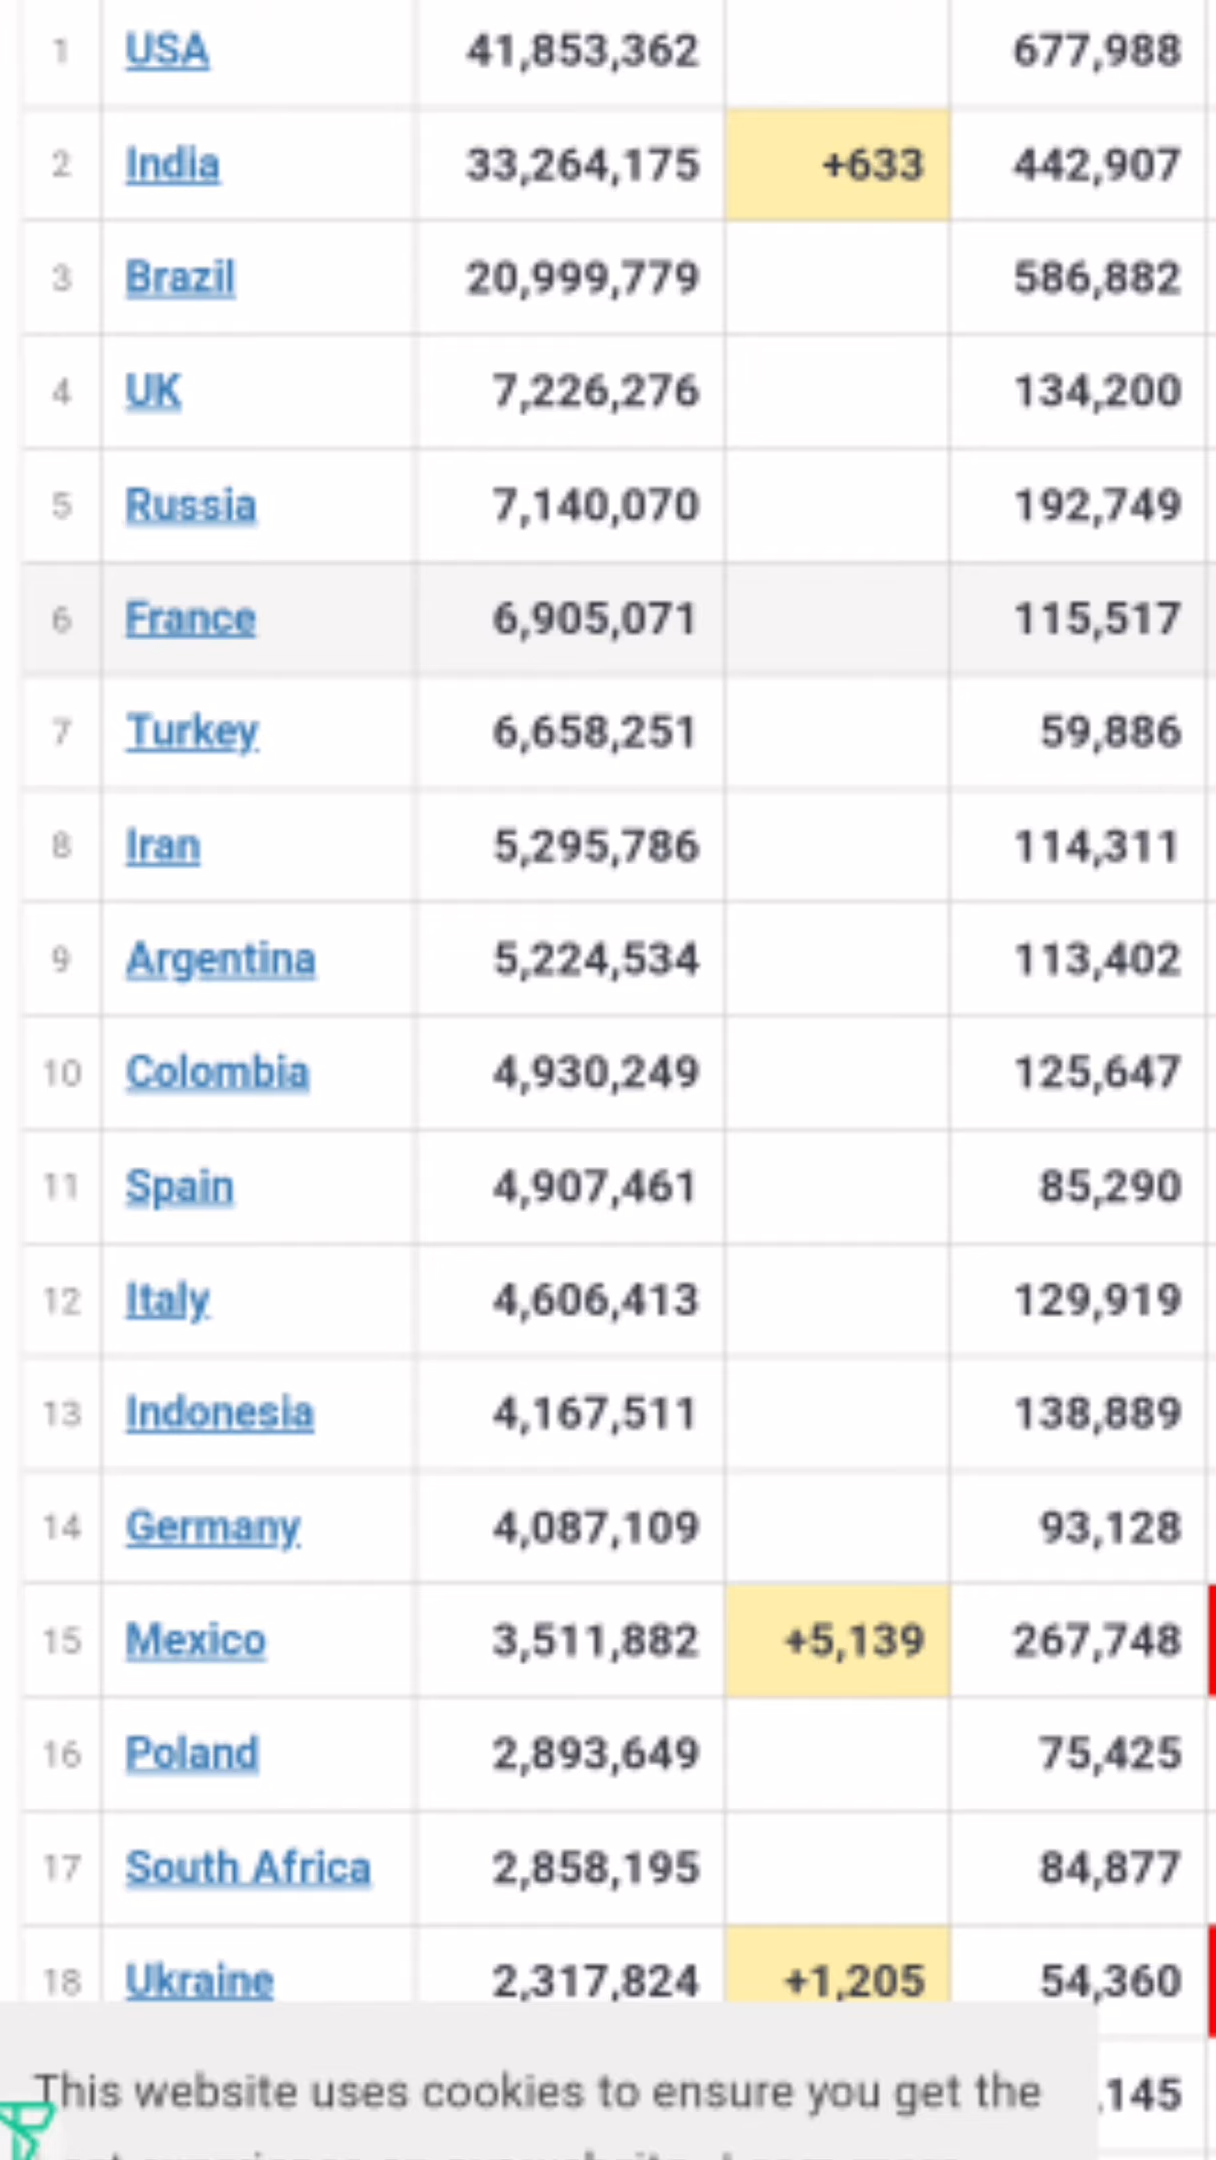 1 USA 41,853,362 677,988
2 India 33,264,175 +633 442,907
3 Brazil 20,999,779 586,882
4 UK 7,226,276 134,200
5 Russia 7,140,070 192,749
6 France 6,905,071 115,517
7 Turkey 6,658,251 59,886
8 Iran 5,295,786 114,311
9 Argentina 5,224,534 113,402
10 Colombia 4,930,249 125,647
11 Spain 4,907,461 85,290
12 Italy 4,606,413 129,919
13 Indonesia 4,167,511 138,889
14 Germany 4,087,109 93,128
15 Mexico 3,511,882 +5,139 267,748
16 Poland 2,893,649 75,425
17 South Africa 2,858,195 84,877
18 Ukraine 2,317,824 +1,205 54,360
This website uses cookies to ensure you get the ,145